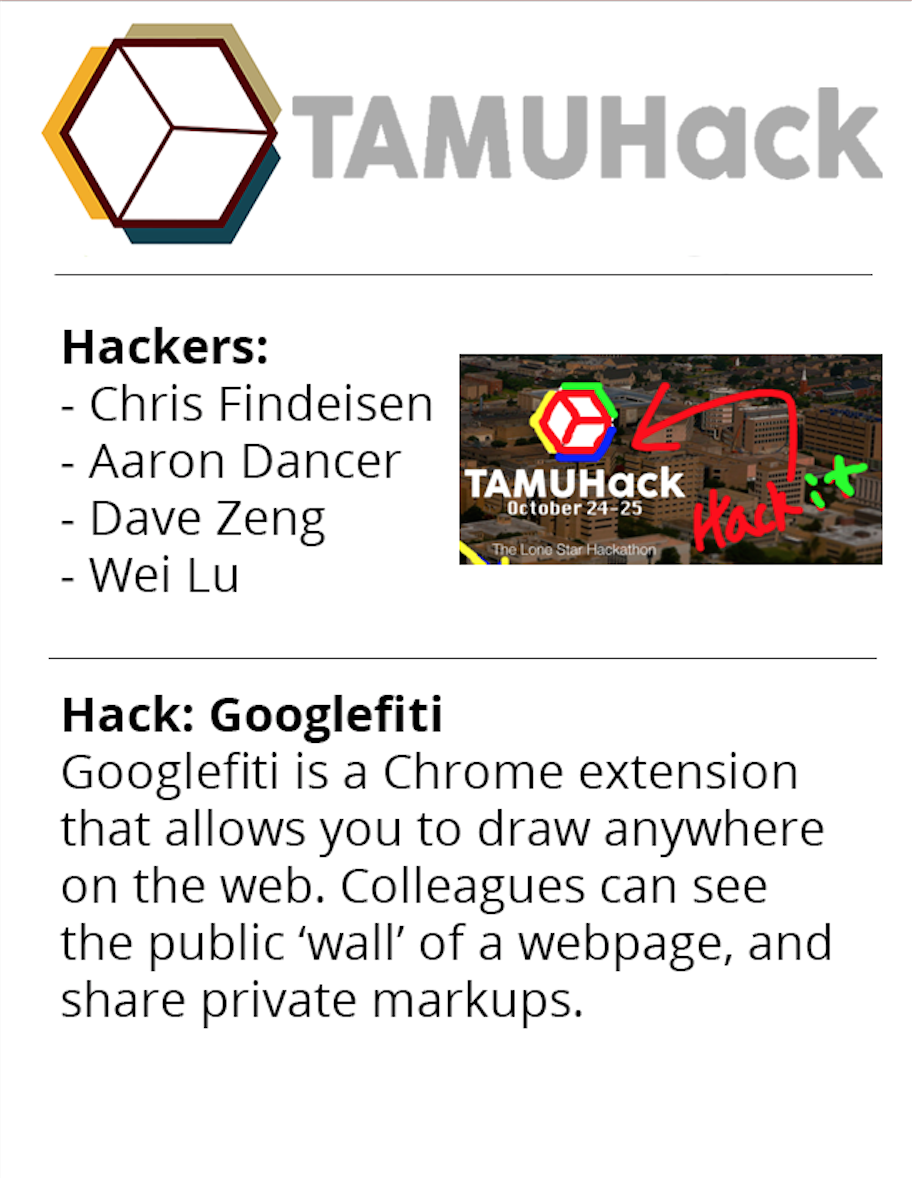 TAMUHack
Hackers:
- Chris Findeisen
- Aaron Dancer
- Dave Zeng
- Wei Lu
TAMUHack
October 24-25
The Lone Star Hackathon
Hack it
Hack: Googlefiti
Googlefiti is a Chrome extension
that allows you to draw anywhere
on the web. Colleagues can see
the public ‘wall’ of a webpage, and
share private markups.